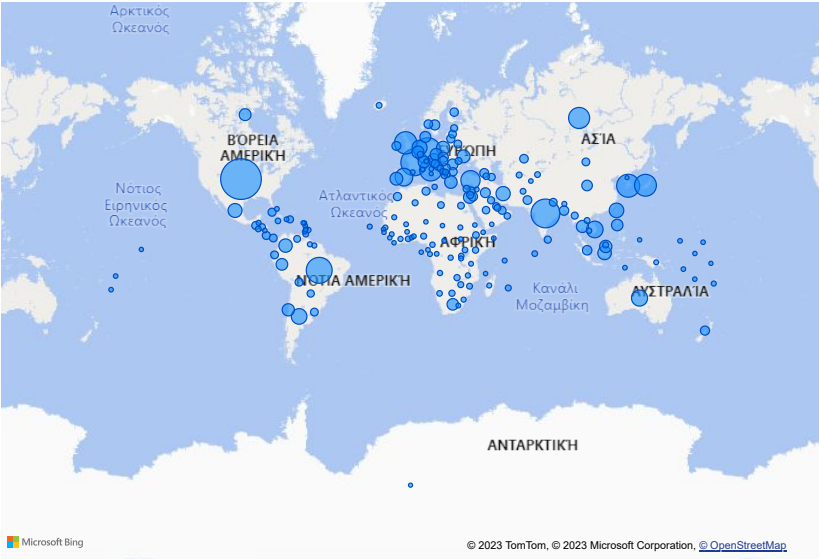 Αρκτικός
Ωκεανός
ΒΌΡΕΙΑ
ΑΜΕΡΙΚΉ
ΥΡΏΠΗ
ΑΣΊΑ
Νότιος
Ειρηνικός
Ωκεανός
Ατλαντικός
Ωκεανός
ΑΦΡΙΚΉ
ΝΌΤΙΑ ΑΜΕΡΙΚΉ
Κανάλι
Μοζαμβίκη
ΑΥΣΤΡΑΛΊΑ
ΑΝΤΑΡΚΤΙΚΉ
Microsoft Bing
© 2023 TomTom, © 2023 Microsoft Corporation, © OpenStreetMap